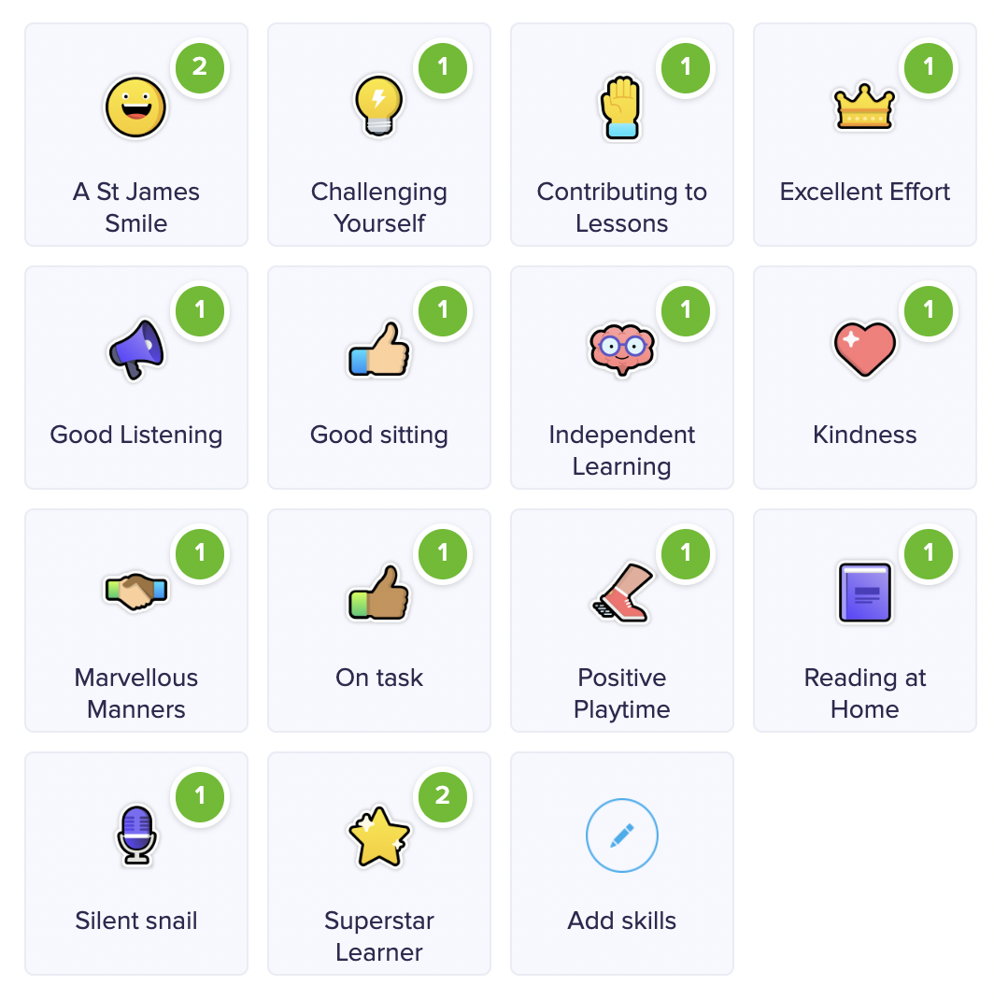 2
1
1
1
A St James
Smile
Challenging
Yourself
Contributing to
Lessons
Excellent Effort
1
1
1
1
Good Listening
Good sitting
Independent
Learning
Kindness
1
1
1
1
Marvellous
Manners
On task
Positive
Playtime
Reading at
Home
1
2
Silent snail
Superstar
Learner
Add skills